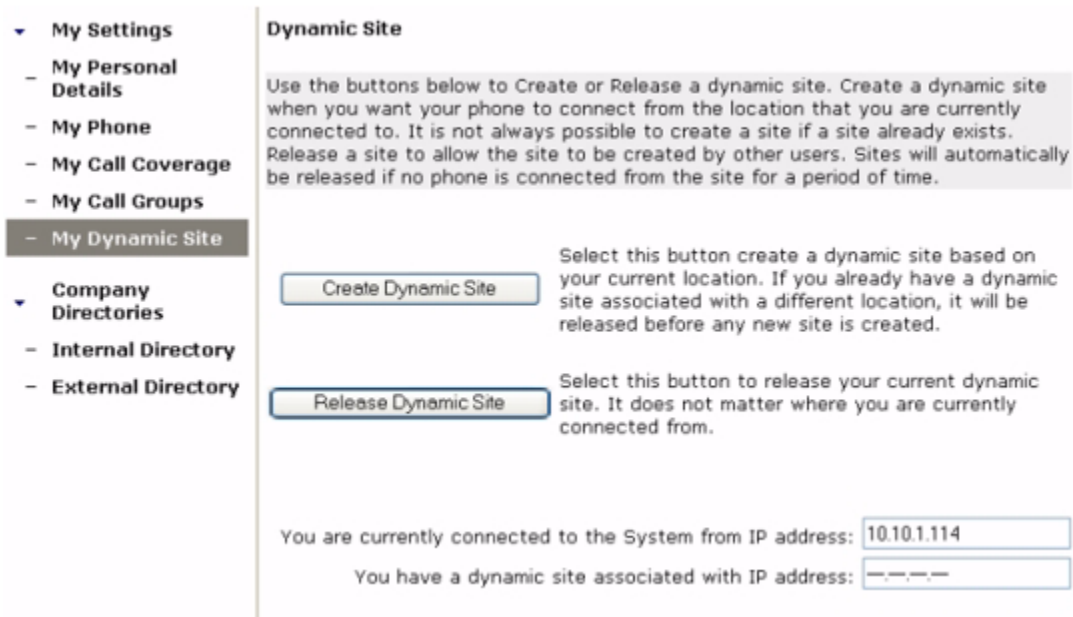 My Settings
My Personal
Details
My Phone
My Call Coverage
My Call Groups
My Dynamic Site
Company
Directories
Internal Directory
External Directory
Dynamic Site
Use the buttons below to Create or Release a dynamic site. Create a dynamic site
when you want your phone to connect from the location that you are currently
connected to. It is not always possible to create a site if a site already exists.
Release a site to allow the site to be created by other users. Sites will automatically
be released if no phone is connected from the site for a period of time.
Create Dynamic Site
Select this button create a dynamic site based on
your current location. If you already have a dynamic
site associated with a different location, it will be
released before any new site is created.
Release Dynamic Site
Select this button to release your current dynamic
site. It does not matter where you are currently
connected from.
You are currently connected to the System from IP address: 10.10.1.114
You have a dynamic site associated with IP address: —.—.—.—